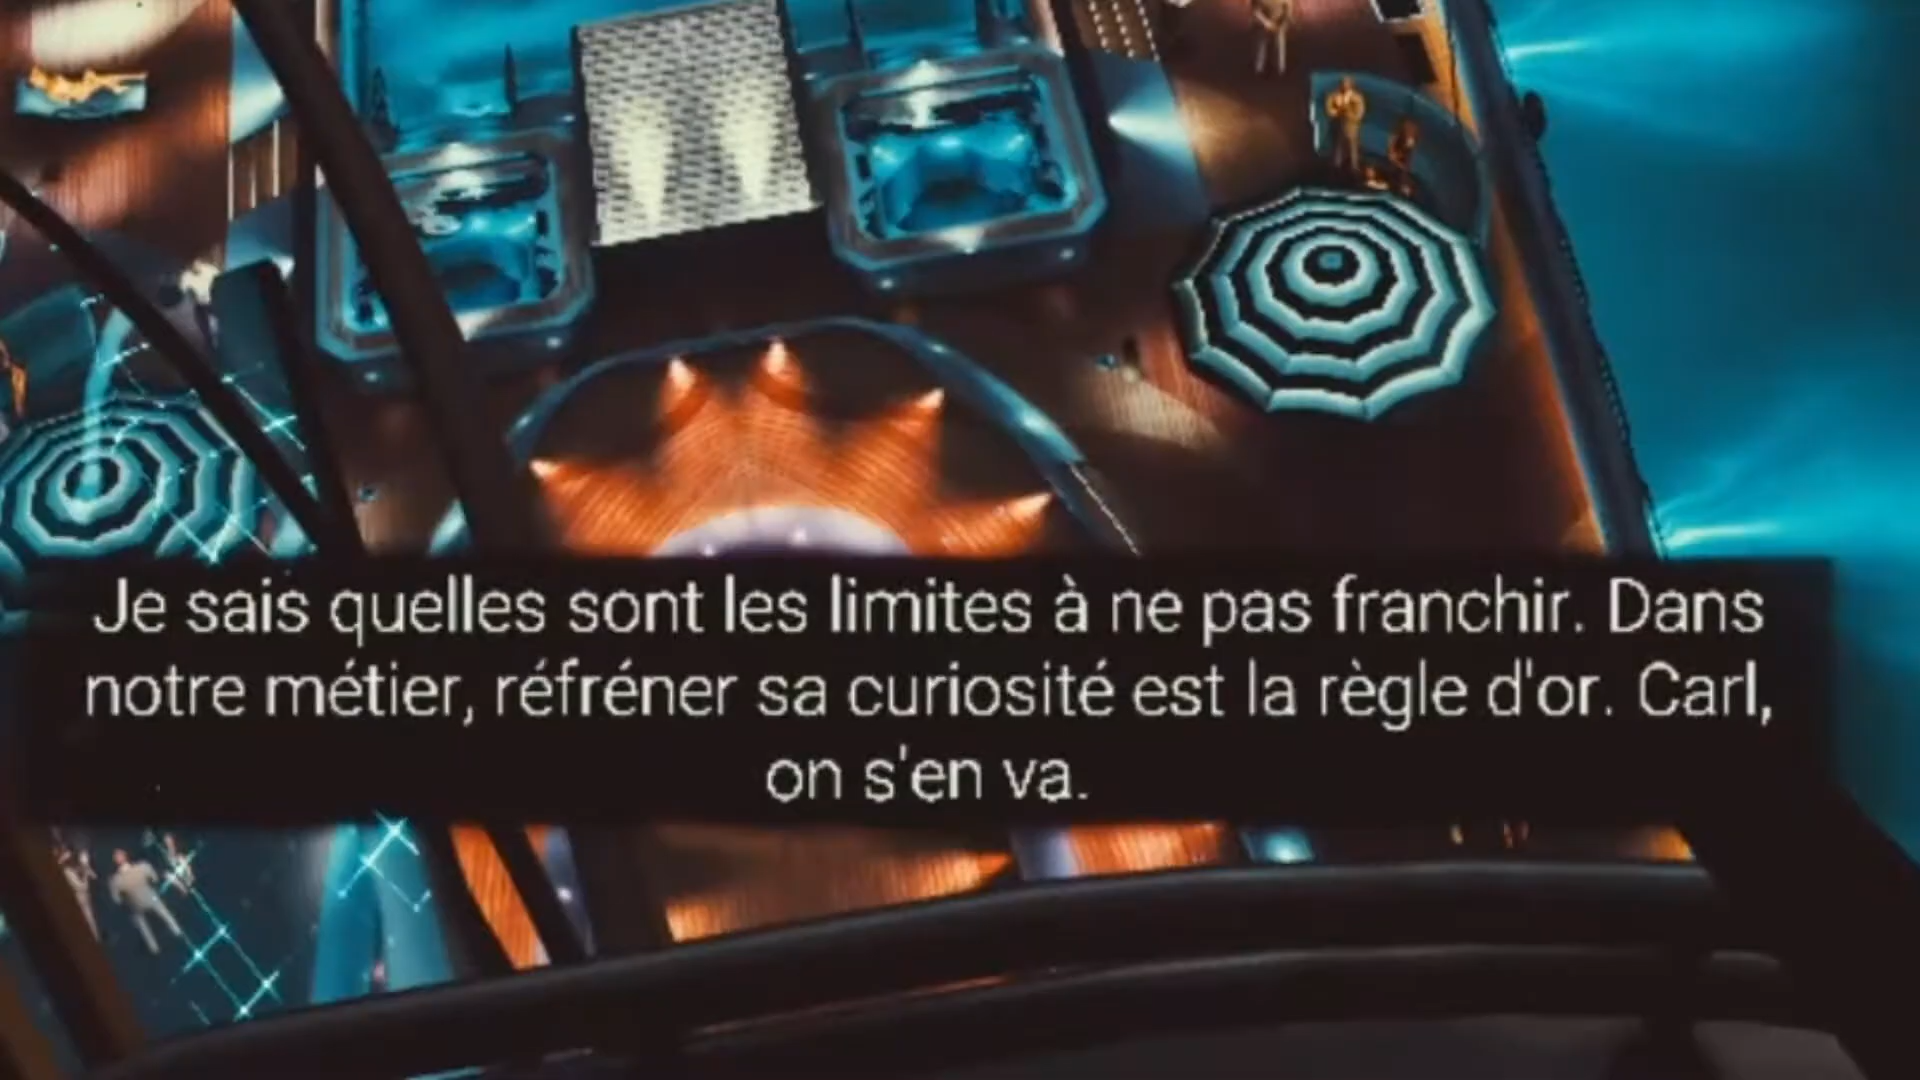 Je sais quelles sont les limites à ne pas franchir. Dans
notre métier, réfréner sa curiosité est la règle d'or. Carl,
on s'en va.